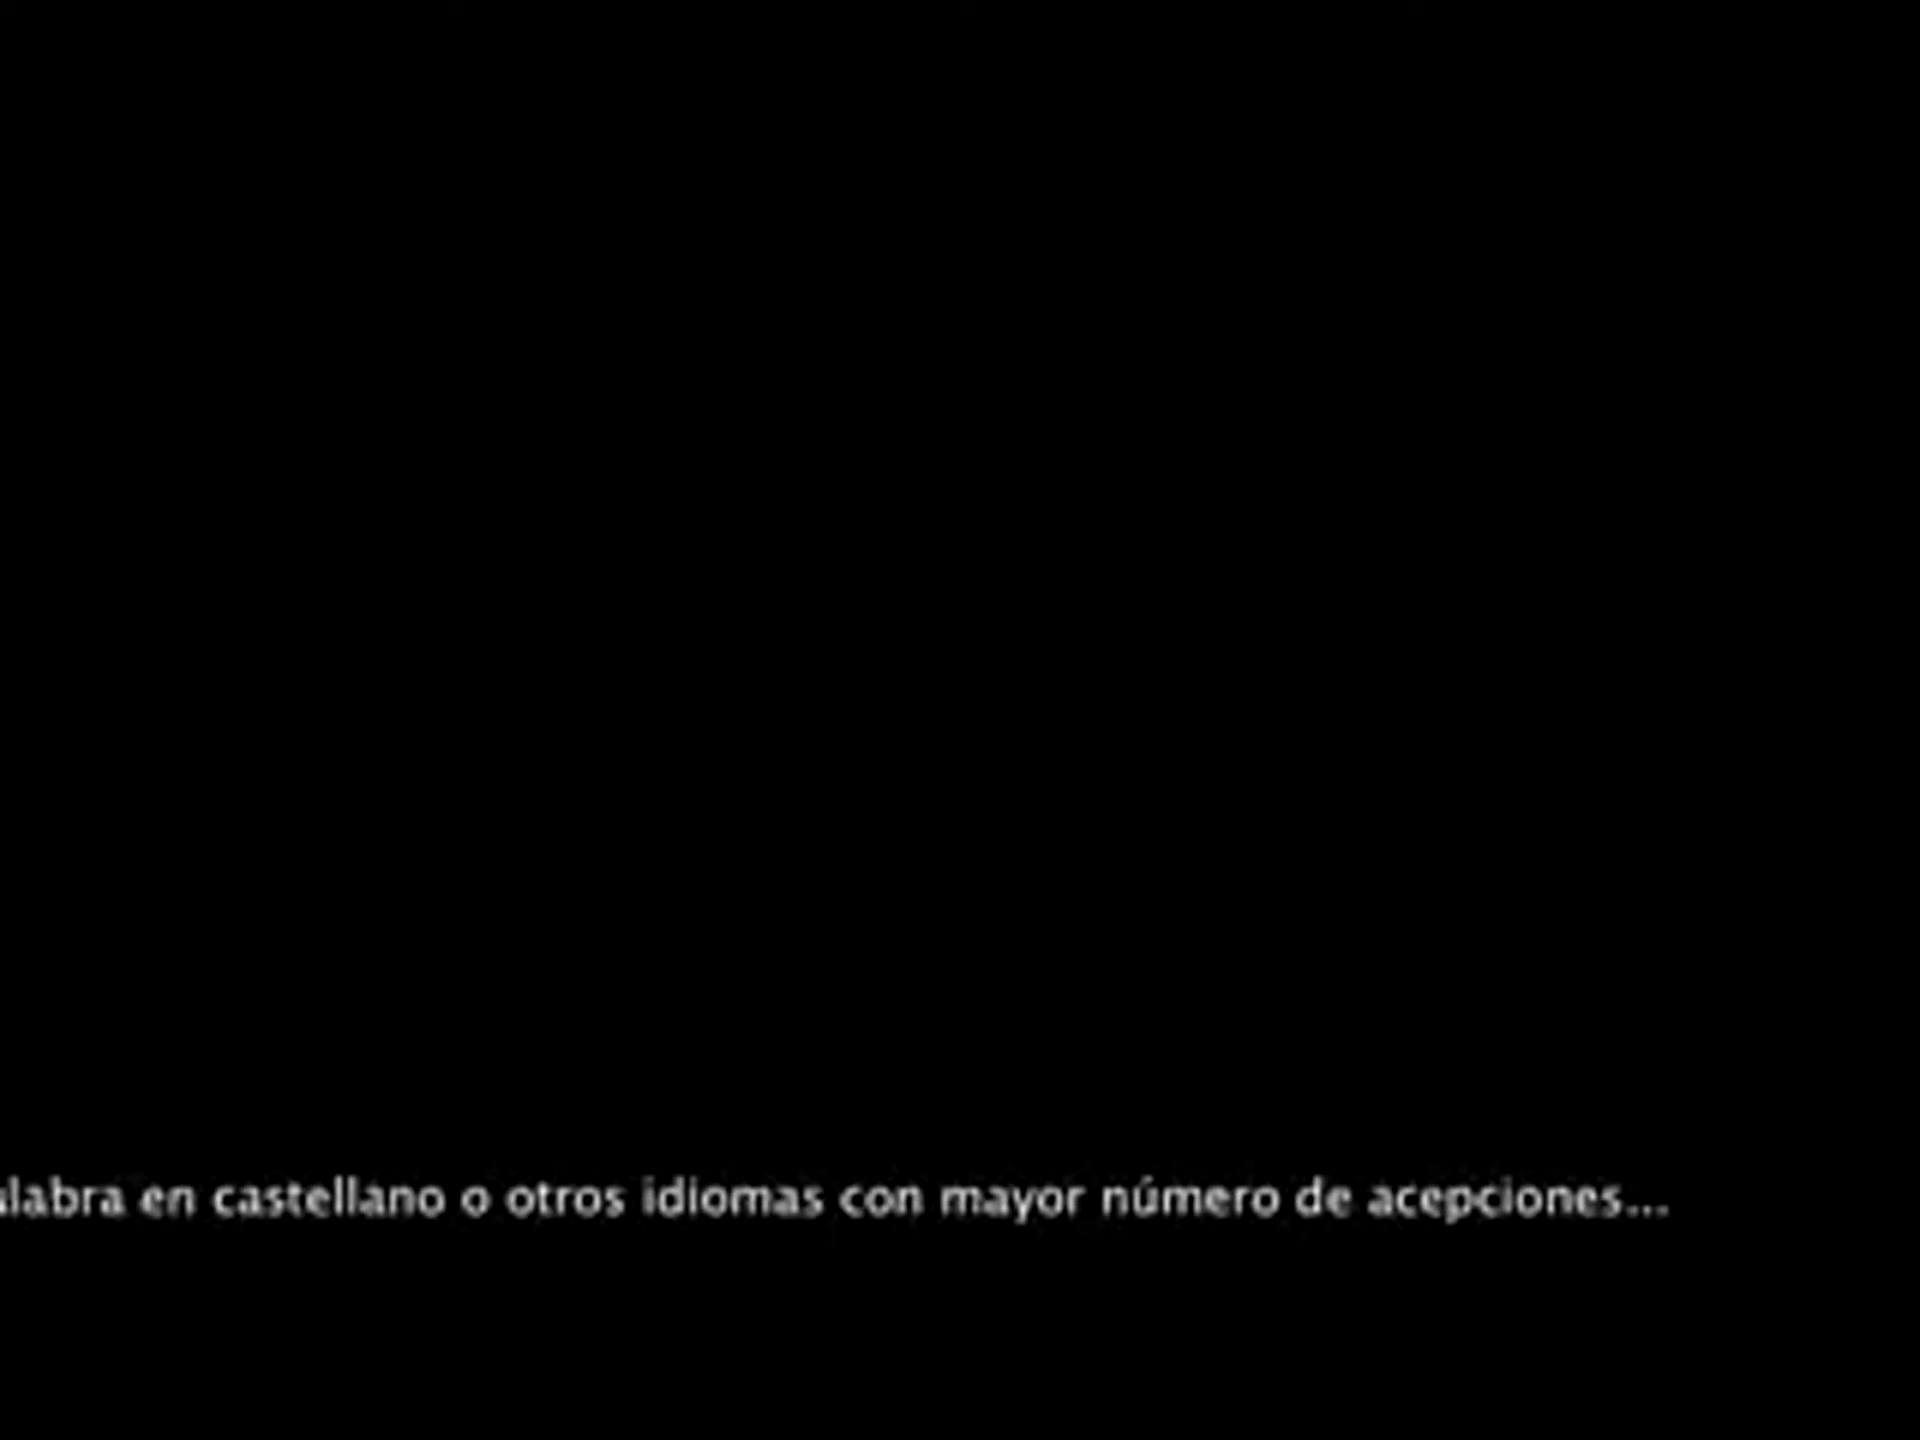 alabra en castellano o otros idiomas con mayor número de acepciones...